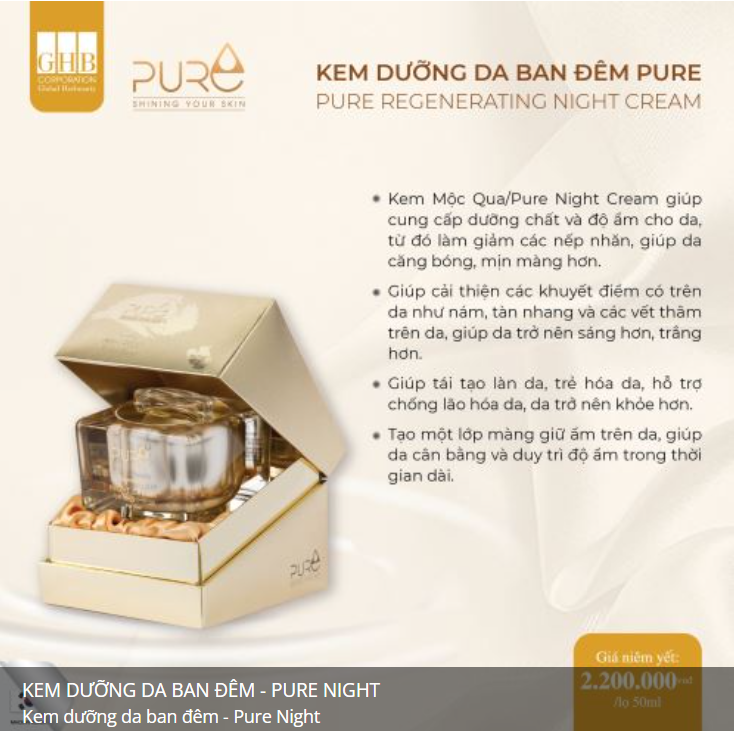 GHB
CORPORATION
Global Herbeauty
PURE
SHINING YOUR SKIN
KEM DƯỠNG DA BAN ĐÊM PURE
PURE REGENERATING NIGHT CREAM
Kem Mộc Qua/Pure Night Cream giúp
cung cấp dưỡng chất và độ ẩm cho da,
từ đó làm giảm các nếp nhăn, giúp da
căng bóng, mịn màng hơn.
Giúp cải thiện các khuyết điểm có trên
da như nám, tàn nhang và các vết thâm
trên da, giúp da trở nên sáng hơn, trắng
hơn.
Giúp tái tạo làn da, trẻ hóa da, hỗ trợ
chống lão hóa da, da trở nên khỏe hơn.
Tạo một lớp màng giữ ẩm trên da, giúp
da cân bằng và duy trì độ ẩm trong thời
gian dài.
PURE
PURE
Giá niêm yết:
2.200.000 vnđ
/lọ 50ml
KEM DƯỠNG DA BAN ĐÊM - PURE NIGHT
Kem dưỡng da ban đêm - Pure Night